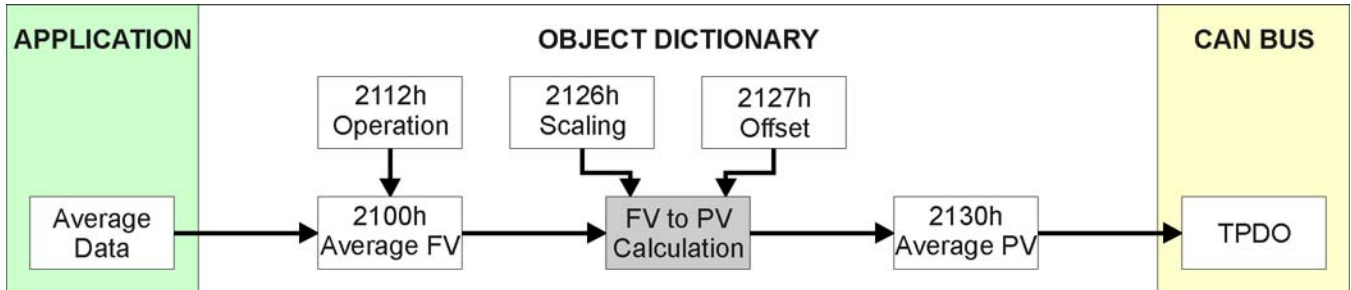 APPLICATION
OBJECT DICTIONARY
CAN BUS
2112h
Operation
2126h
Scaling
2127h
Offset
Average
Data
2100h
Average FV
FV to PV
Calculation
2130h
Average PV
TPDO